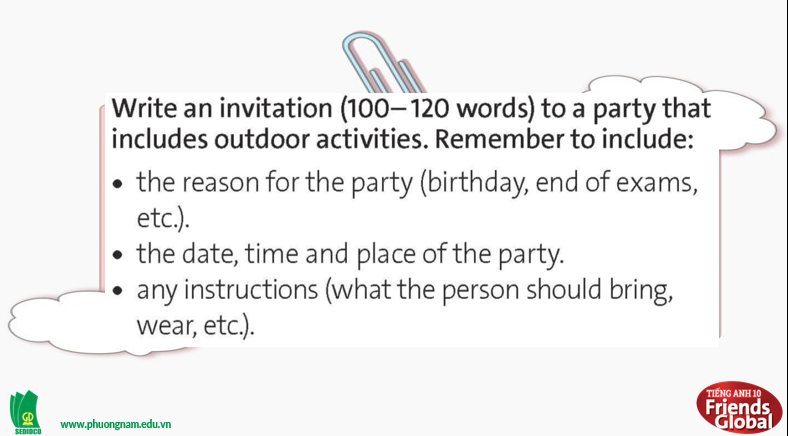 Write an invitation (100–120 words) to a party that
includes outdoor activities. Remember to include:
• the reason for the party (birthday, end of exams,
etc.).
• the date, time and place of the party.
• any instructions (what the person should bring,
wear, etc.).
GD
SEDIDCO
www.phuongnam.edu.vn
TIẾNG ANH 10
Friends
Global